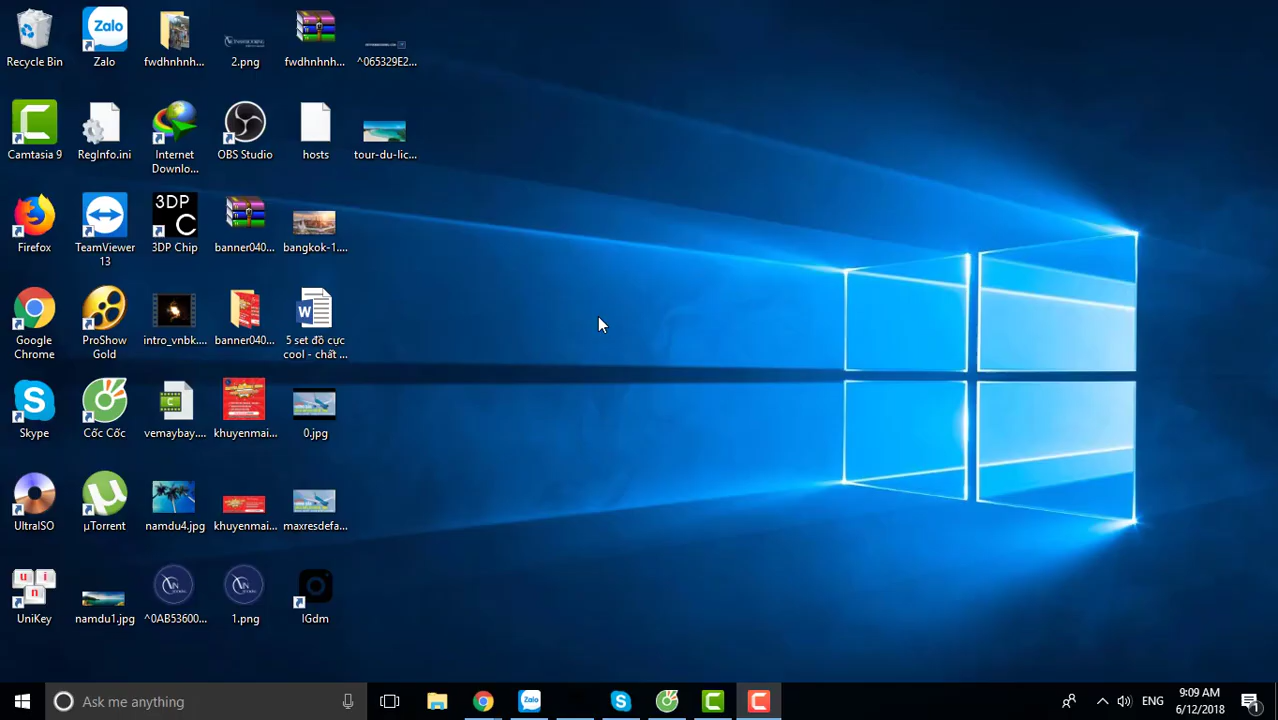 Recycle Bin
Zalo
Zalo
fwdhnhnh...
2.png
fwdhnhnh...
^065329E2...
Camtasia 9
RegInfo.ini
Internet
Downlo...
OBS Studio
hosts
tour-du-lic...
3DP
C
Firefox
TeamViewer
13
3DP Chip
banner040...
bangkok-1....
W
Google
Chrome
ProShow
Gold
intro_vnbk....
banner040...
5 set đồ cực
cool - chất ...
Skype
Cốc Cốc
vemaybay....
khuyenmai...
0.jpg
UltraISO
µTorrent
namdu4.jpg
khuyenmai...
maxresdefa...
u i
n
UniKey
namdu1.jpg
^0AB53600...
1.png
IGdm
Ask me anything
Zalo
ENG
9:09 AM
6/12/2018
1